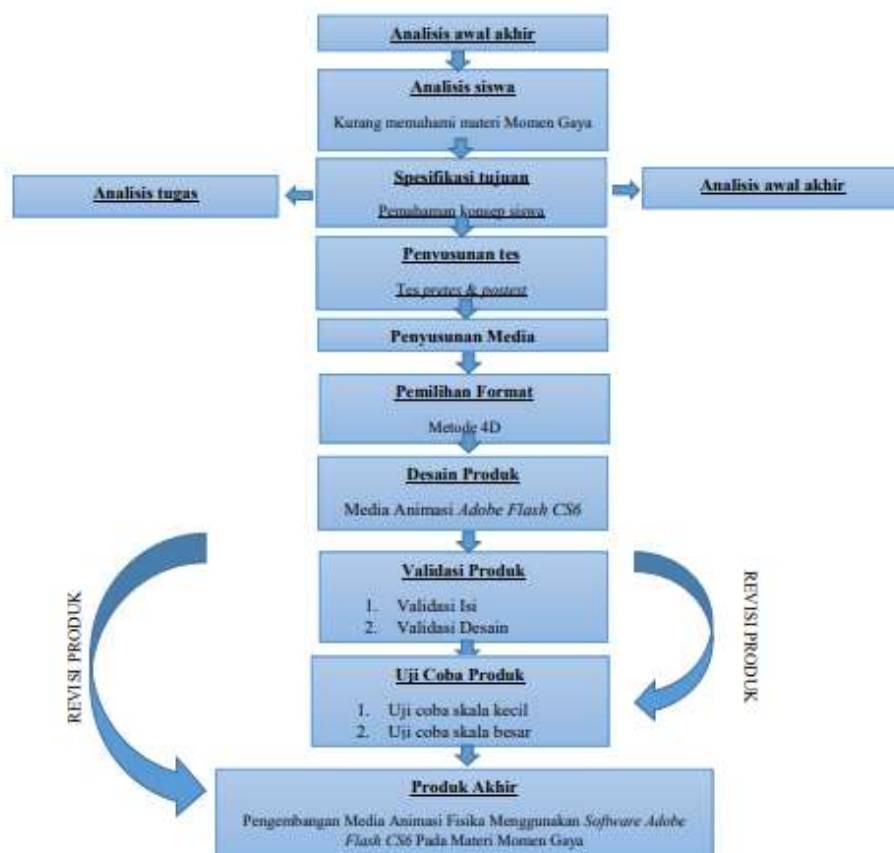 Analisis awal akhir
Analisis siswa
Kurang memahami materi Momen Gaya
Analisis tugas
Spesifikasi tujuan
Pemahaman konsep siswa
Analisis awal akhir
Penyusunan tes
Tes pretes & postest
Penyusunan Media
Pemilihan Format
Metode 4D
Desain Produk
Media Animasi Adobe Flash CS6
REVISI PRODUK
Validasi Produk
1. Validasi Isi
2. Validasi Desain
REVISI PRODUK
Uji Coba Produk
1. Uji coba skala kecil
2. Uji coba skala besar
Produk Akhir
Pengembangan Media Animasi Fisika Menggunakan Software Adobe
Flash CS6 Pada Materi Momen Gaya